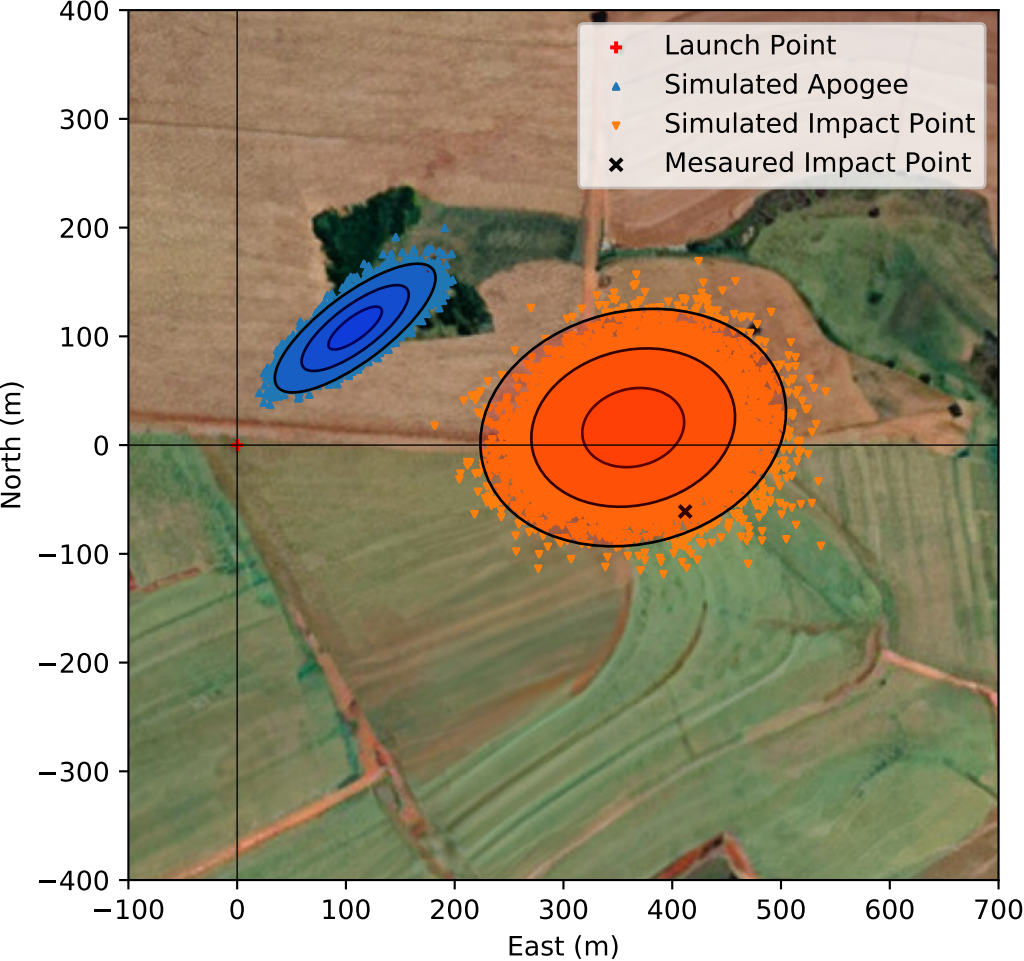 400
300
200
100
0
−100
−200
−300
−400
North (m)
Launch Point
Simulated Apogee
Simulated Impact Point
Mesaured Impact Point
−100 0 100 200 300 400 500 600 700
East (m)